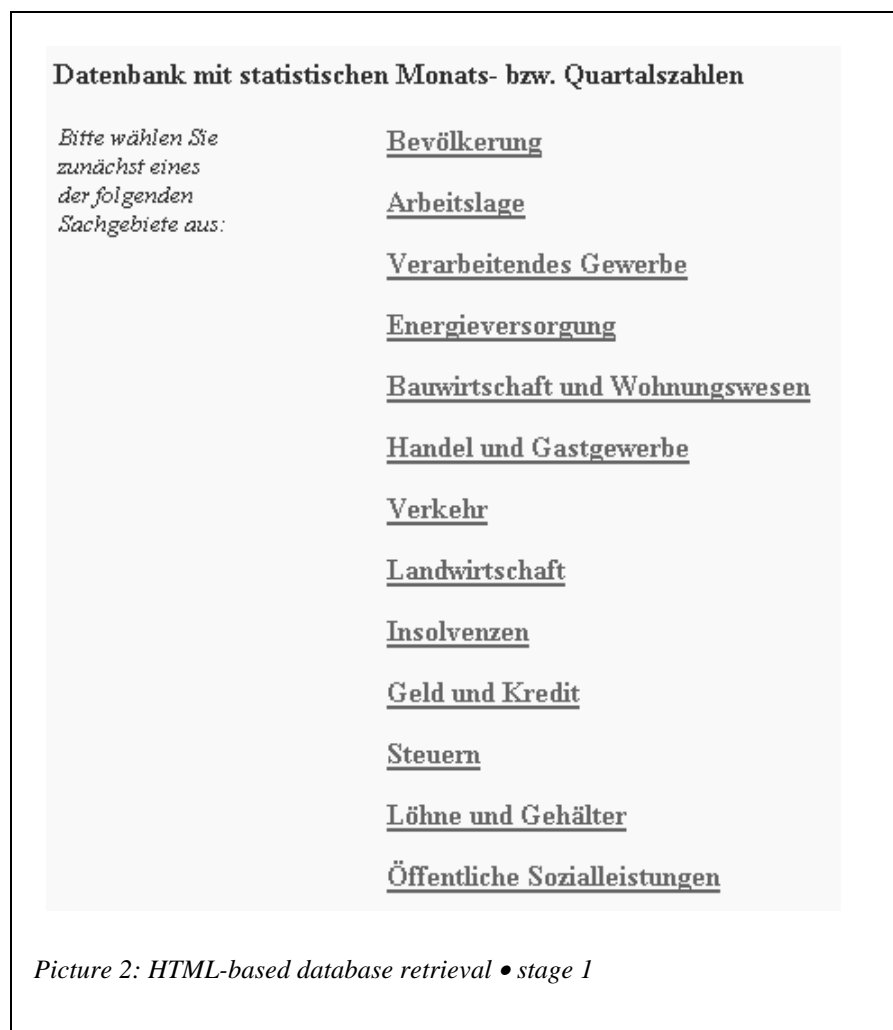 Datenbank mit statistischen Monats- bzw. Quartalszahlen
Bitte wählen Sie
zunächst eines
der folgenden
Sachgebiete aus:
Bevölkerung
Arbeitslage
Verarbeitendes Gewerbe
Energieversorgung
Bauwirtschaft und Wohnungswesen
Handel und Gastgewerbe
Verkehr
Landwirtschaft
Insolvenzen
Geld und Kredit
Steuern
Löhne und Gehälter
Öffentliche Sozialleistungen
Picture 2: HTML-based database retrieval • stage 1